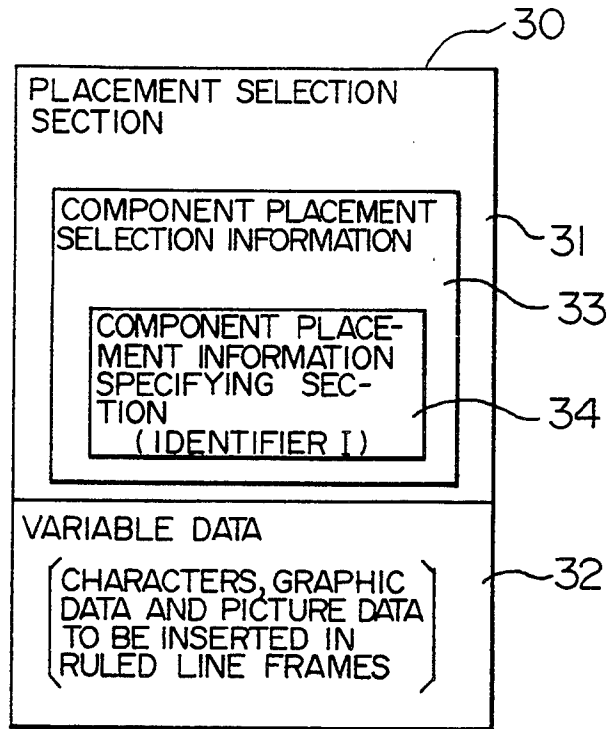 30
PLACEMENT SELECTION
SECTION
COMPONENT PLACEMENT
SELECTION INFORMATION
31
33
COMPONENT PLACE-
MENT INFORMATION
SPECIFYING SEC-
TION
(IDENTIFIER I)
34
VARIABLE DATA
CHARACTERS, GRAPHIC
DATA AND PICTURE DATA
TO BE INSERTED IN
RULED LINE FRAMES
32